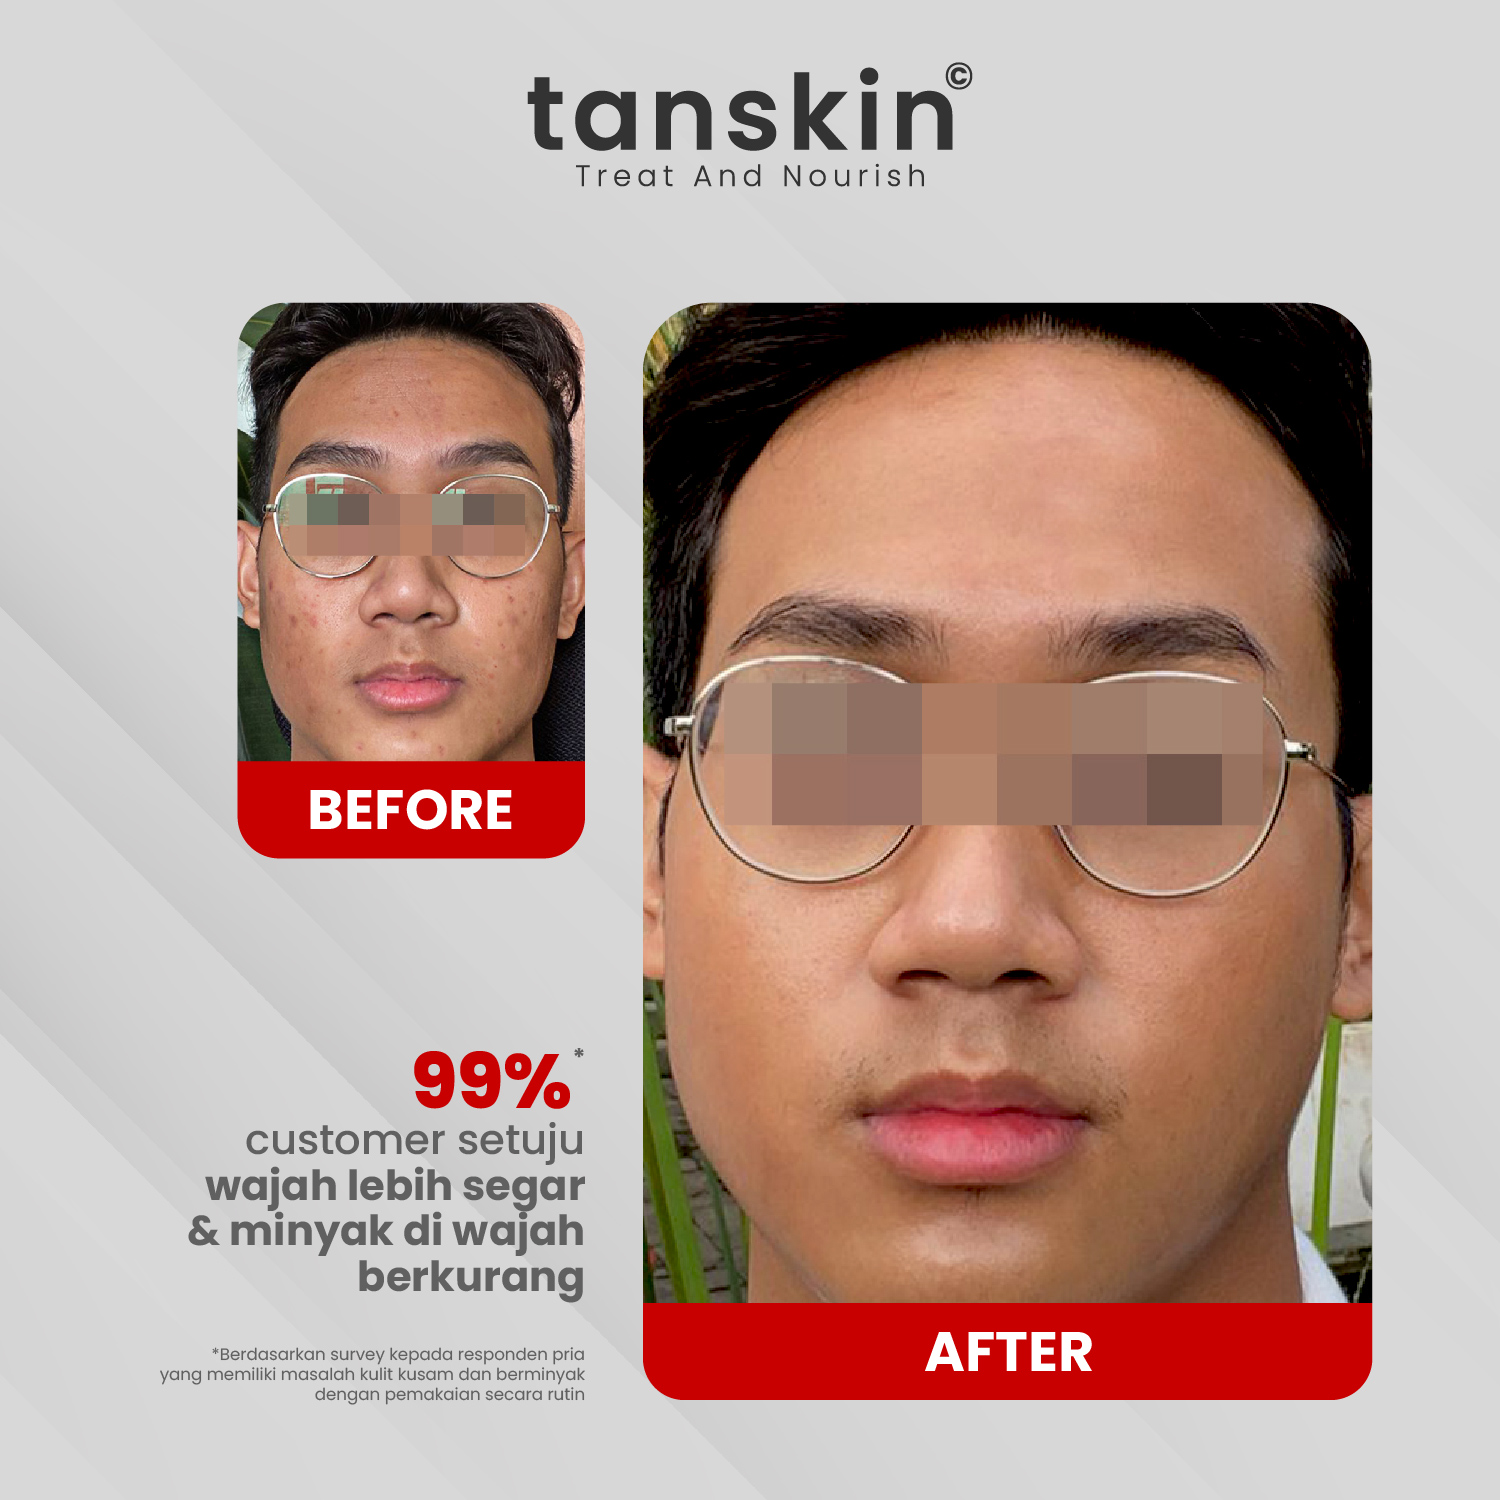 tanskin©
Treat And Nourish
BEFORE
99%*
customer setuju
wajah lebih segar
& minyak di wajah
berkurang
*Berdasarkan survey kepada responden pria
yang memiliki masalah kulit kusam dan berminyak
dengan pemakaian secara rutin
AFTER